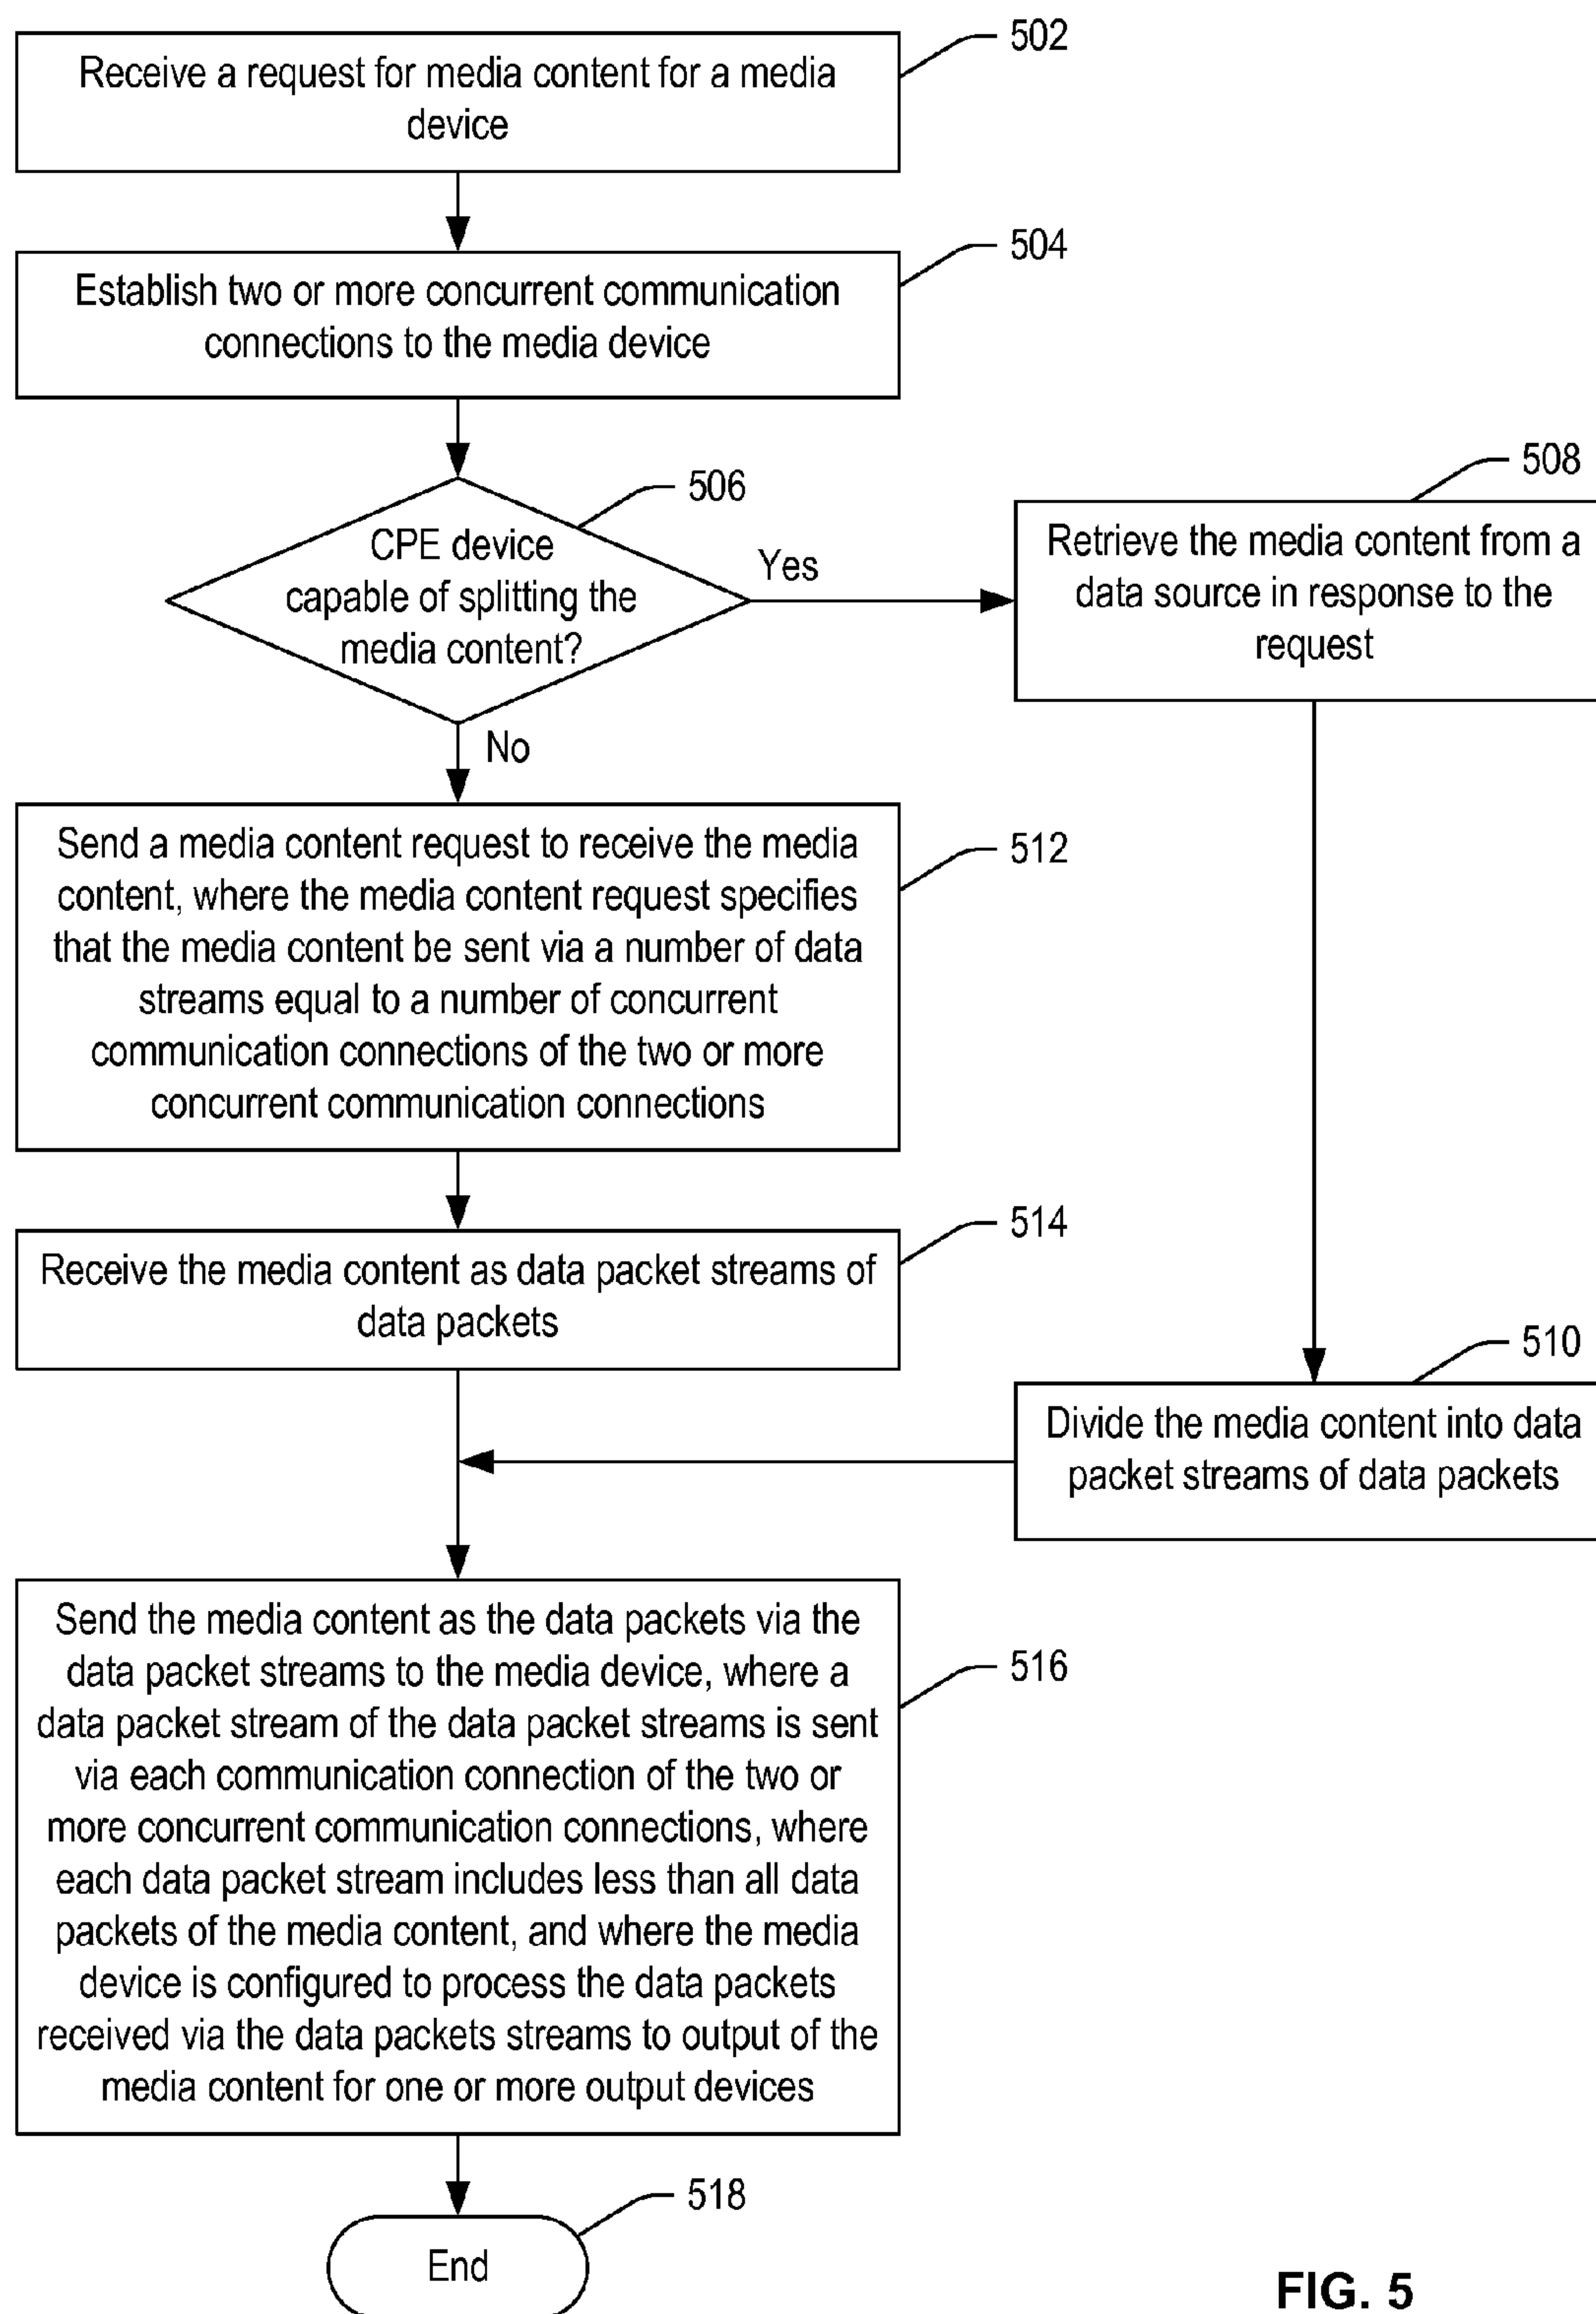 502
Receive a request for media content for a media
device
504
Establish two or more concurrent communication
connections to the media device
506
CPE device
capable of splitting the
media content?
Yes
508
Retrieve the media content from a
data source in response to the
request
No
512
Send a media content request to receive the media
content, where the media content request specifies
that the media content be sent via a number of data
streams equal to a number of concurrent
communication connections of the two or more
concurrent communication connections
514
Receive the media content as data packet streams of
data packets
510
Divide the media content into data
packet streams of data packets
516
Send the media content as the data packets via the
data packet streams to the media device, where a
data packet stream of the data packet streams is sent
via each communication connection of the two or
more concurrent communication connections, where
each data packet stream includes less than all data
packets of the media content, and where the media
device is configured to process the data packets
received via the data packets streams to output of the
media content for one or more output devices
518
End
FIG. 5